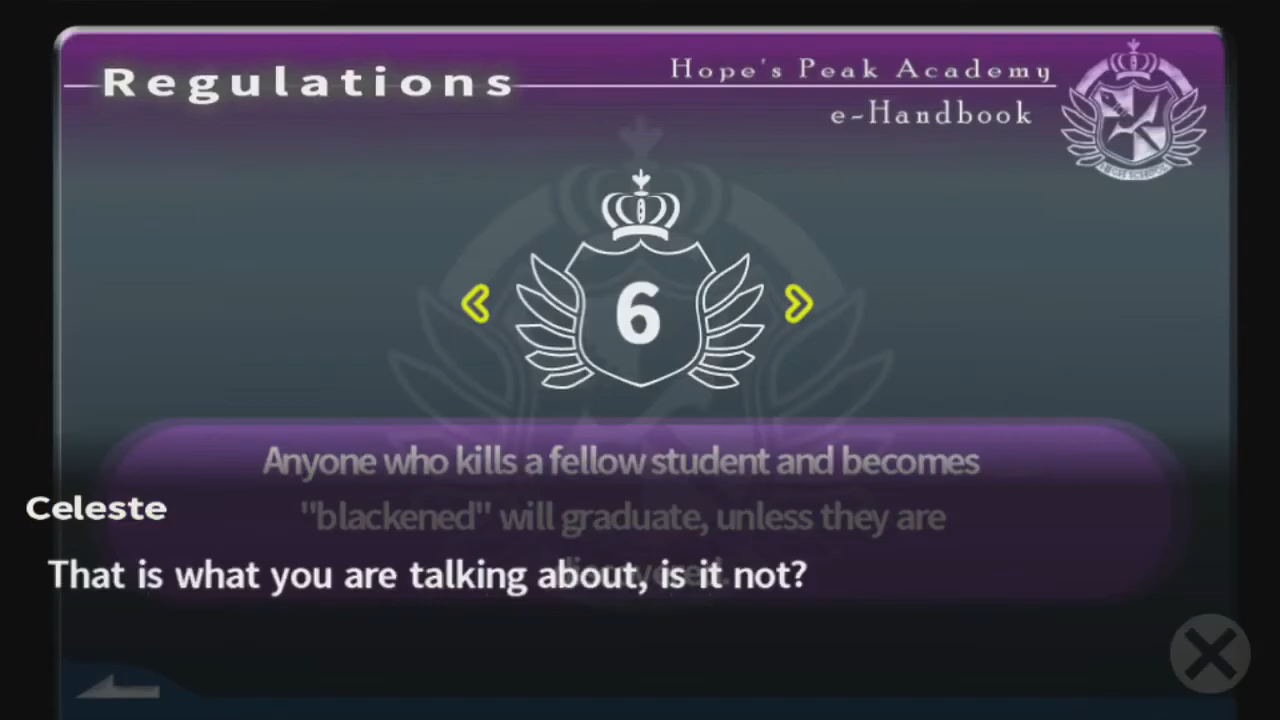 Regulations
Hope's Peak Academy
e-Handbook
6
Anyone who kills a fellow student and becomes
"blackened" will graduate, unless they are
Celeste
That is what you are talking about, is it not?